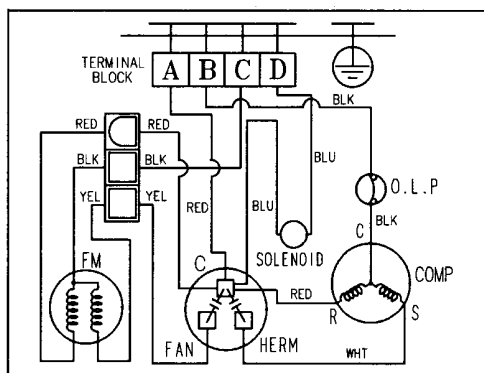 TERMINAL
BLOCK
A B C D
BLK
RED RED
BLK BLK
BLU
O.L.P
YEL YEL
RED
BLU
BLK
SOLENOID
C
FM
C
COMP
RED
R S
FAN HERM
WHT